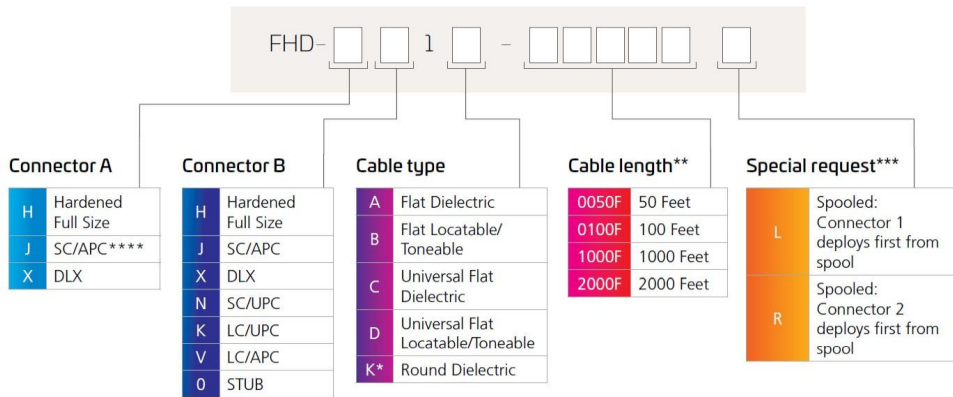 FHD- 1 -
Connector A
H Hardened
Full Size
J SC/APC****
X DLX
Connector B
H Hardened
Full Size
J SC/APC
X DLX
N SC/UPC
K LC/UPC
V LC/APC
0 STUB
Cable type
A Flat Dielectric
B Flat Locatable/
Toneable
C Universal Flat
Dielectric
D Universal Flat
Locatable/Toneable
K* Round Dielectric
Cable length**
0050F 50 Feet
0100F 100 Feet
1000F 1000 Feet
2000F 2000 Feet
Special request***
L Spooled:
Connector 1
deploys first from
spool
R Spooled:
Connector 2
deploys first from
spool